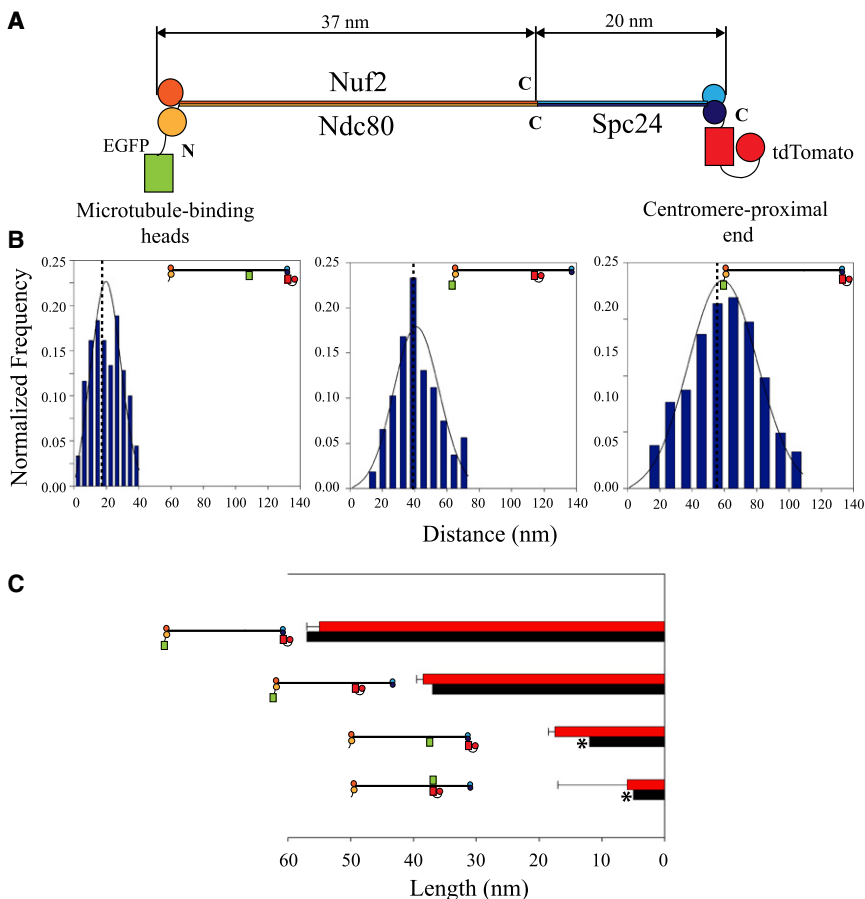 A
37 nm
20 nm
Nuf2
C
Ndc80
C
Spc24
C
EGFP
N
tdTomato
Microtubule-binding
heads
Centromere-proximal
end
B
Normalized Frequency
0.25
0.20
0.15
0.10
0.05
0.00
0 20 40 60 80 100 120 140
0.25
0.20
0.15
0.10
0.05
0.00
0 20 40 60 80 100 120 140
0.25
0.20
0.15
0.10
0.05
0.00
0 20 40 60 80 100 120 140
Distance (nm)
C
*
*
60 50 40 30 20 10 0
Length (nm)